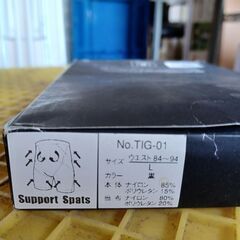 No.TIG-01
サイズ ウエスト84〜94
L
カラー 黒
本体 ナイロン 85%
ポリウレタン 15%
当布 ナイロン 80%
ポリウレタン 20%
Support Spats